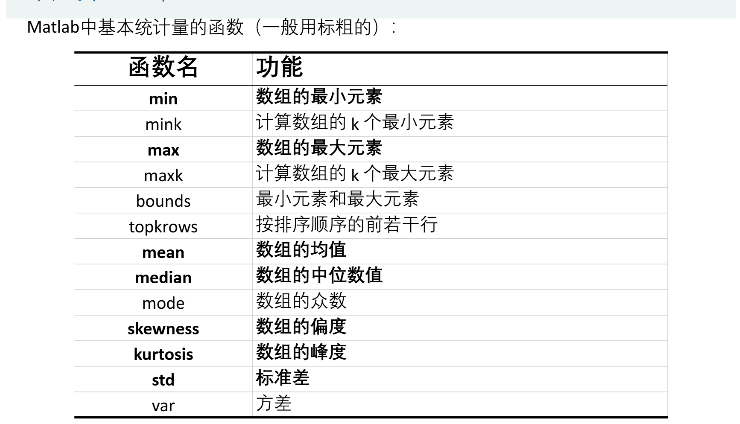 Matlab中基本统计量的函数（一般用标粗的）:
函数名 功能
min 数组的最小元素
mink 计算数组的 k 个最小元素
max 数组的最大元素
maxk 计算数组的 k 个最大元素
bounds 最小元素和最大元素
topkrows 按排序顺序的前若干行
mean 数组的均值
median 数组的中位数值
mode 数组的众数
skewness 数组的偏度
kurtosis 数组的峰度
std 标准差
var 方差